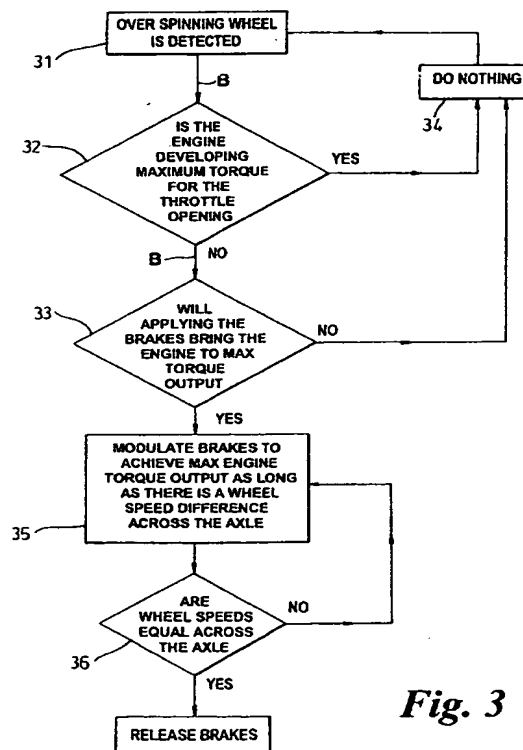 OVER SPINNING WHEEL
IS DETECTED
31
B
DO NOTHING
34
IS THE
ENGINE
DEVELOPING
MAXIMUM TORQUE
FOR THE
THROTTLE
OPENING
32
YES
B
NO
33
WILL
APPLYING THE
BRAKES BRING THE
ENGINE TO MAX
TORQUE
OUTPUT
NO
YES
MODULATE BRAKES TO
ACHIEVE MAX ENGINE
TORQUE OUTPUT AS LONG
AS THERE IS A WHEEL
SPEED DIFFERENCE
ACROSS THE AXLE
35
ARE
WHEEL SPEEDS
EQUAL ACROSS
THE AXLE
NO
36
YES
RELEASE BRAKES
Fig. 3